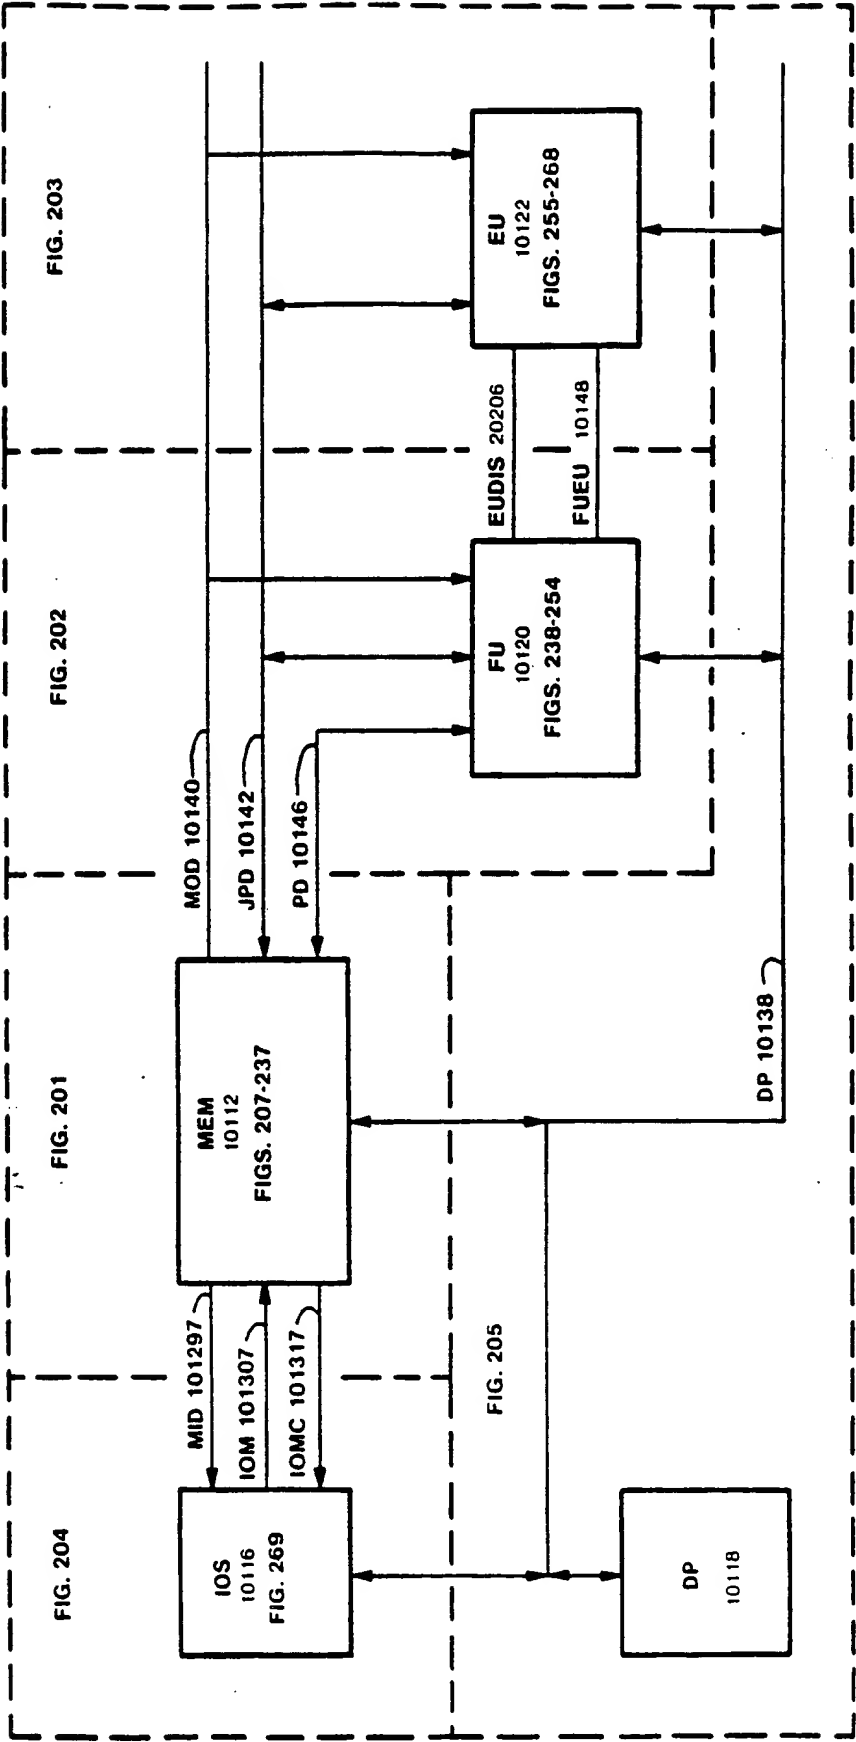 FIG. 204
FIG. 201
FIG. 202
FIG. 203
IOS
10116
FIG. 269
MID 101297
IOM 101307
IOMC 101317
MEM
10112
FIGS. 207-237
MOD 10140
JPD 10142
PD 10146
FU
10120
FIGS. 238-254
EUDIS 20206
FUEU 10148
EU
10122
FIGS. 255-268
FIG. 205
DP
10118
DP 10138